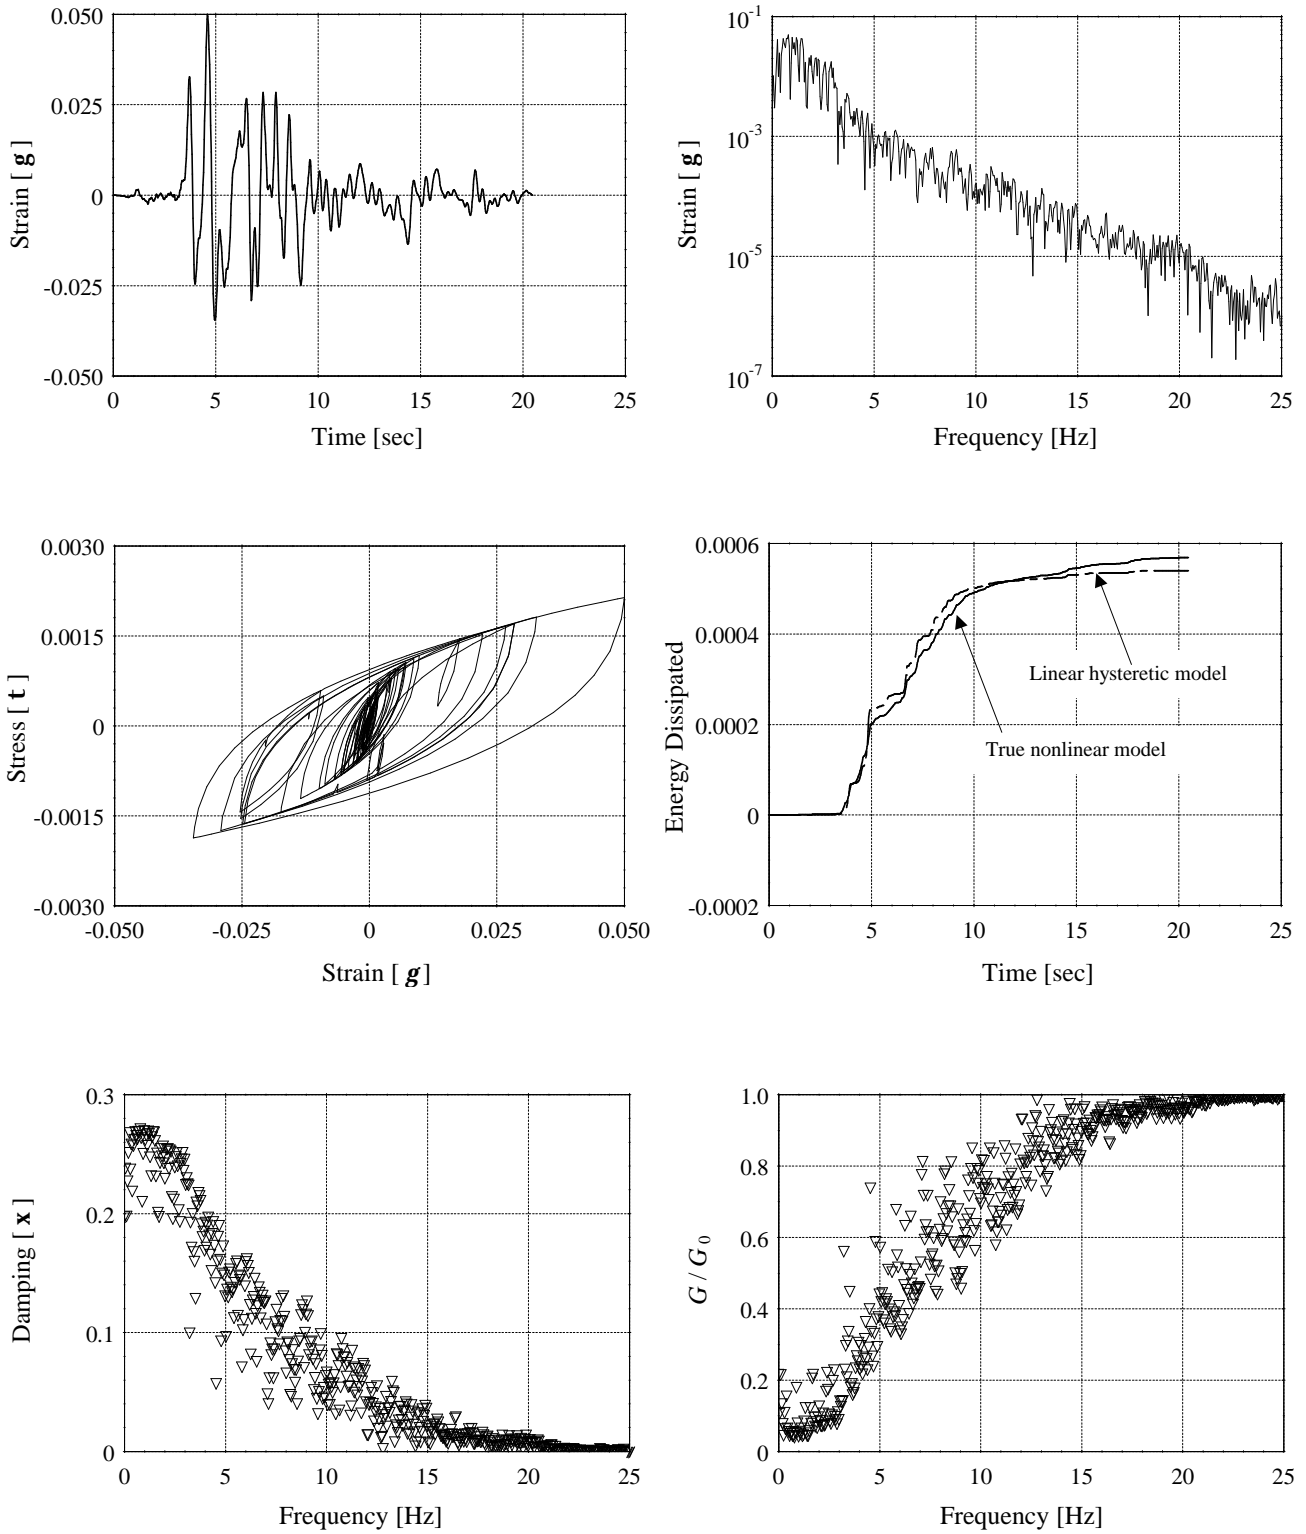 0.050
0.025
0
-0.025
-0.050
Strain [ g ]
0 5 10 15 20 25
Time [sec]
10-1
10-3
10-5
10-7
Strain [ g ]
0 5 10 15 20 25
Frequency [Hz]
0.0030
0.0015
0
-0.0015
-0.0030
Stress [ t ]
-0.050 -0.025 0 0.025 0.050
Strain [ g ]
0.0006
0.0004
0.0002
0
-0.0002
Energy Dissipated
Linear hysteretic model
True nonlinear model
0 5 10 15 20 25
Time [sec]
0.3
0.2
0.1
0
Damping [ x ]
0 5 10 15 20 25
Frequency [Hz]
1.0
0.8
0.6
0.4
0.2
0
G / G0
0 5 10 15 20 25
Frequency [Hz]